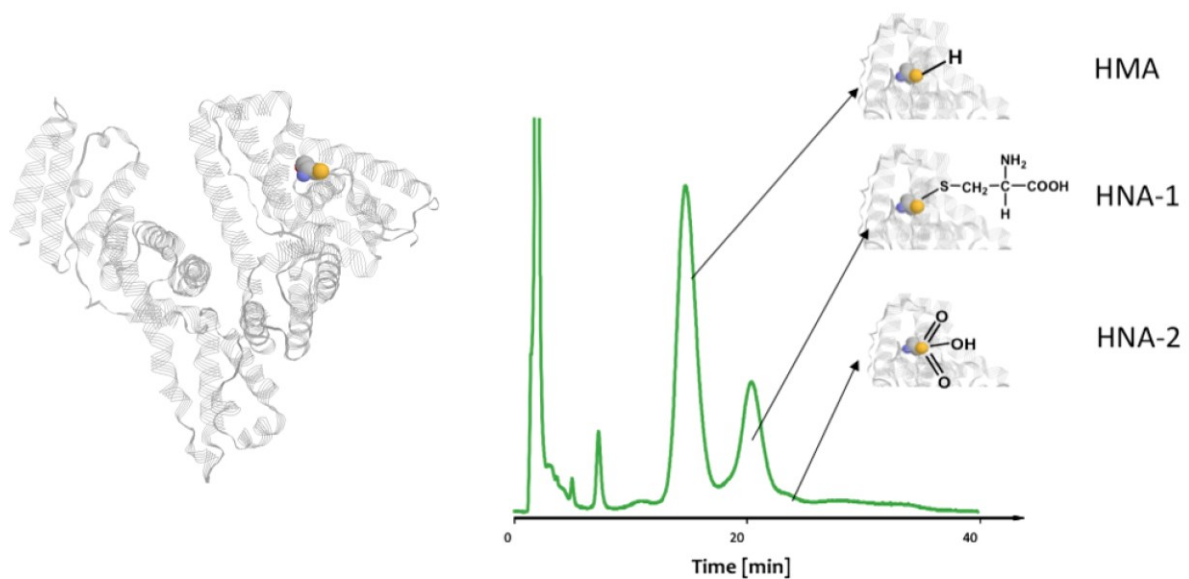 H
HMA
NH2
S–CH2–C–COOH
H
HNA-1
O
OH
O
HNA-2
0 20 40
Time [min]